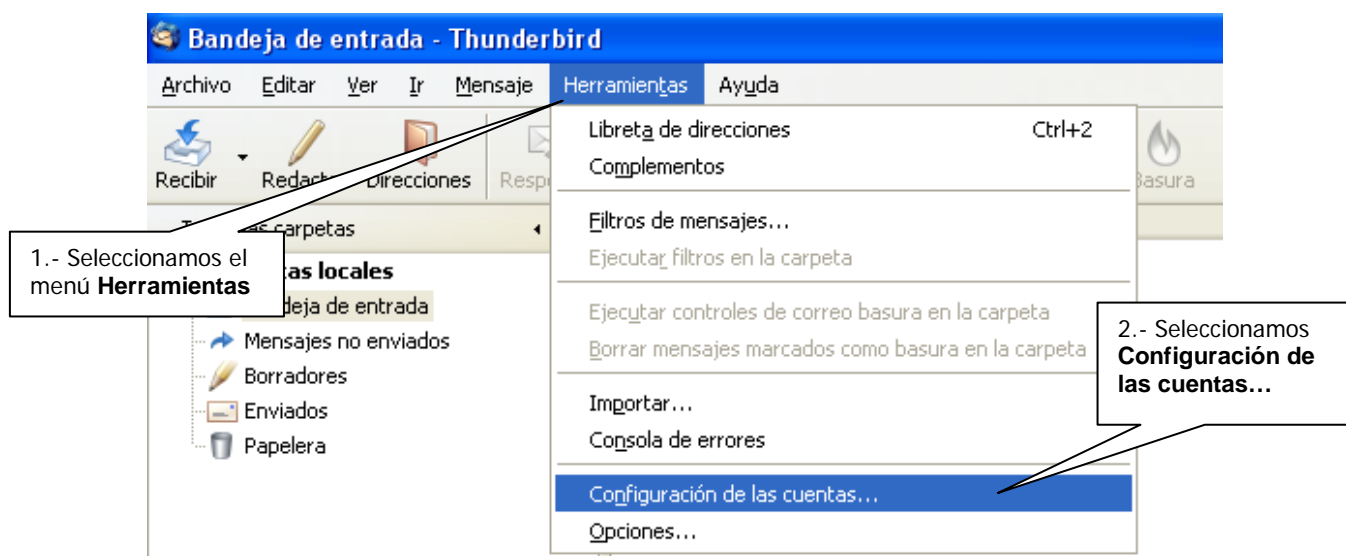 Bandeja de entrada - Thunderbird
Archivo Editar Ver Ir Mensaje Herramientas Ayuda
Recibir Direcciones
carpetas
1.- Seleccionamos el
menú Herramientas
locales
de entrada
Mensajes no enviados
Borradores
Enviados
Papelera
Libreta de direcciones Ctrl+2
Complementos
Filtros de mensajes...
Ejecutar filtros en la carpeta
Ejecutar controles de correo basura en la carpeta
Borrar mensajes marcados como basura en la carpeta
Importar...
Consola de errores
Configuración de las cuentas...
Opciones...
2.- Seleccionamos
Configuración de
las cuentas…